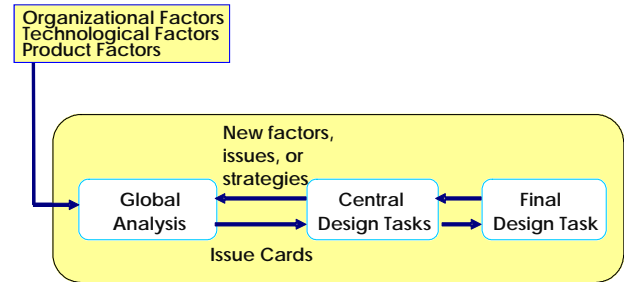 Organizational Factors
Technological Factors
Product Factors
New factors,
issues, or
strategies
Global
Analysis
Central
Design Tasks
Final
Design Task
Issue Cards